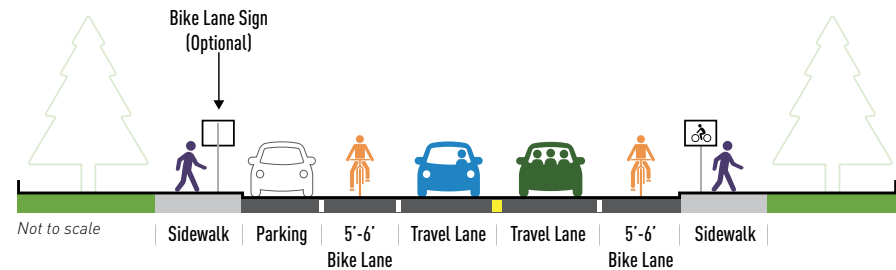 Bike Lane Sign
(Optional)
Not to scale
Sidewalk
Parking
5'-6'
Bike Lane
Travel Lane
Travel Lane
5'-6'
Bike Lane
Sidewalk